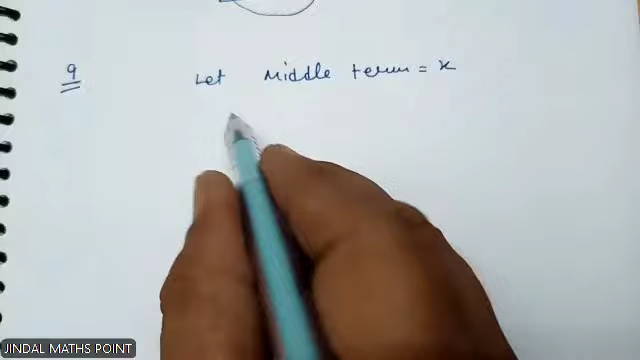 9
Let Middle term = x
JINDAL MATHS POINT